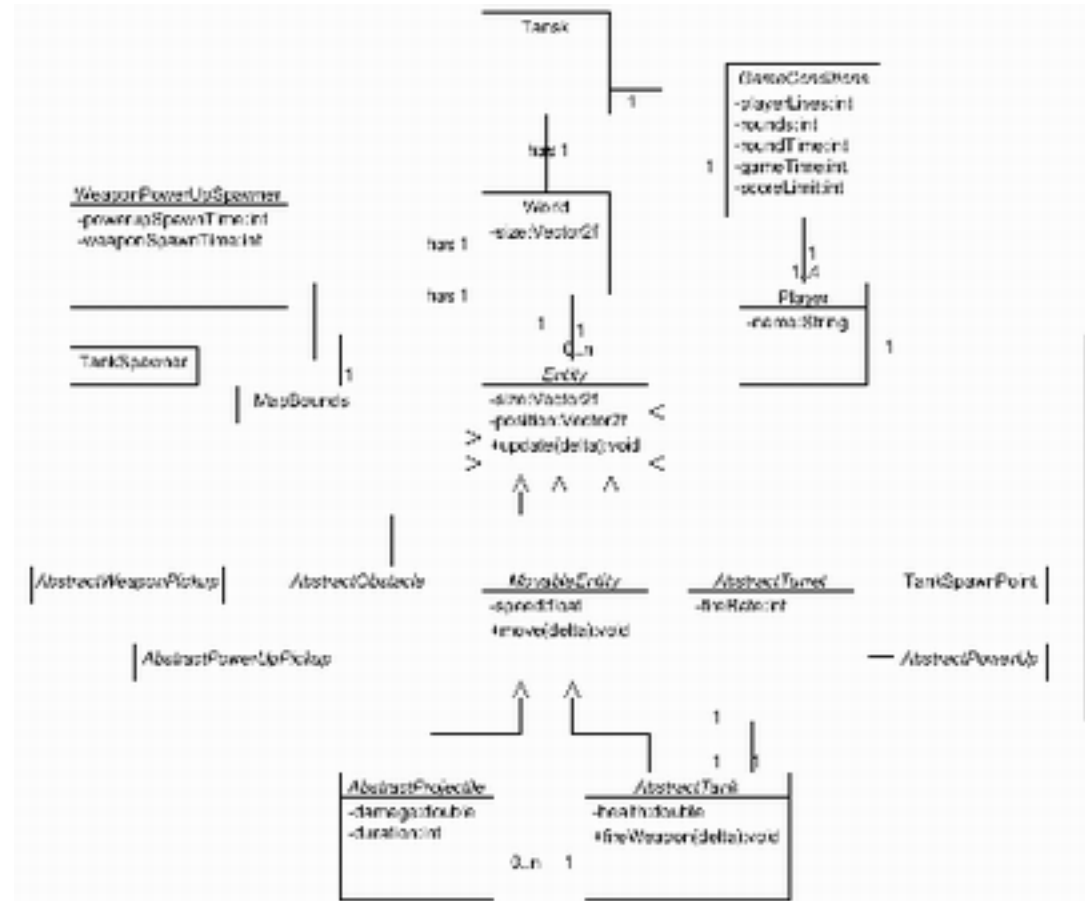 Tansk
1
GameConditions
-playerLives:int
-rounds:int
-roundTime:int
-gameTime:int
-scoreLimit:int
1
has 1
WeaponPowerUpSpawner
-powerupSpawnTime:int
-weaponSpawnTime:int
World
-size:Vector2f
has 1
has 1
1
1..4
Player
-name:String
1
1
1
0..n
TankSpawner
1
MapBounds
Entity
-size:Vector2f
-position:Vector2f
+update(delta):void
AbstractWeaponPickup
AbstractObstacle
MovableEntity
-speed:float
+move(delta):void
AbstractTurret
-fireRate:int
TankSpawnPoint
AbstractPowerUpPickup
AbstractPowerUp
1
1
1
AbstractProjectile
-damage:double
-duration:int
AbstractTank
-health:double
+fireWeapon(delta):void
0..n
1